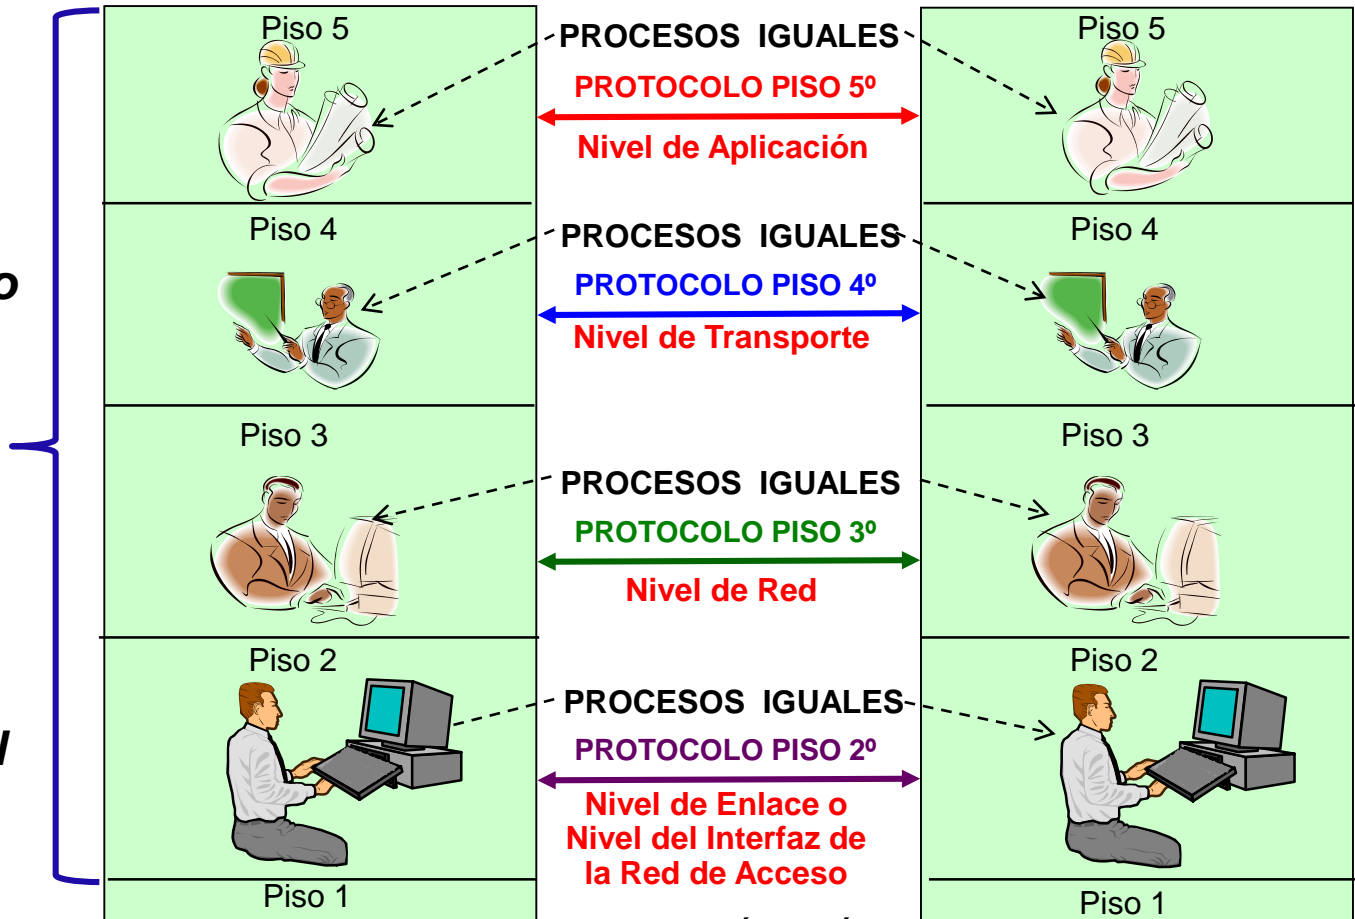 Piso 5
PROCESOS IGUALES
Piso 5
PROTOCOLO PISO 5º
Nivel de Aplicación
Piso 4
PROCESOS IGUALES
Piso 4
PROTOCOLO PISO 4º
Nivel de Transporte
Piso 3
Piso 3
PROCESOS IGUALES
PROTOCOLO PISO 3º
Nivel de Red
Piso 2
Piso 2
PROCESOS IGUALES
PROTOCOLO PISO 2º
Nivel de Enlace o
Nivel del Interfaz de
la Red de Acceso
Piso 1
Piso 1